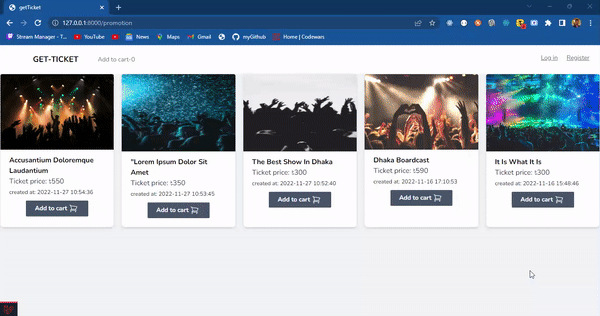 getTicket
127.0.0.1:8000/promotion
Stream Manager - T... YouTube YouTube News Maps Gmail myGithub Home | Codewars
GET-TICKET Add to cart-0 Log in Register
Accusantium Doloremque
Laudantium
Ticket price: ৳550
created at: 2022-11-27 10:54:36
Add to cart
"Lorem Ipsum Dolor Sit
Amet
Ticket price: ৳350
created at: 2022-11-27 10:53:45
Add to cart
The Best Show In Dhaka
Ticket price: ৳300
created at: 2022-11-27 10:52:40
Add to cart
Dhaka Boardcast
Ticket price: ৳590
created at: 2022-11-16 17:10:53
Add to cart
It Is What It Is
Ticket price: ৳300
created at: 2022-11-16 15:48:46
Add to cart